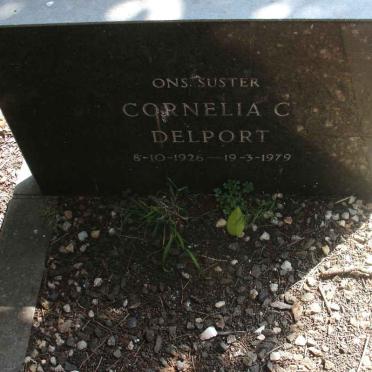 ONS SUSTER
CORNELIA C
DELPORT
8-10-1926 — 19-3-1979